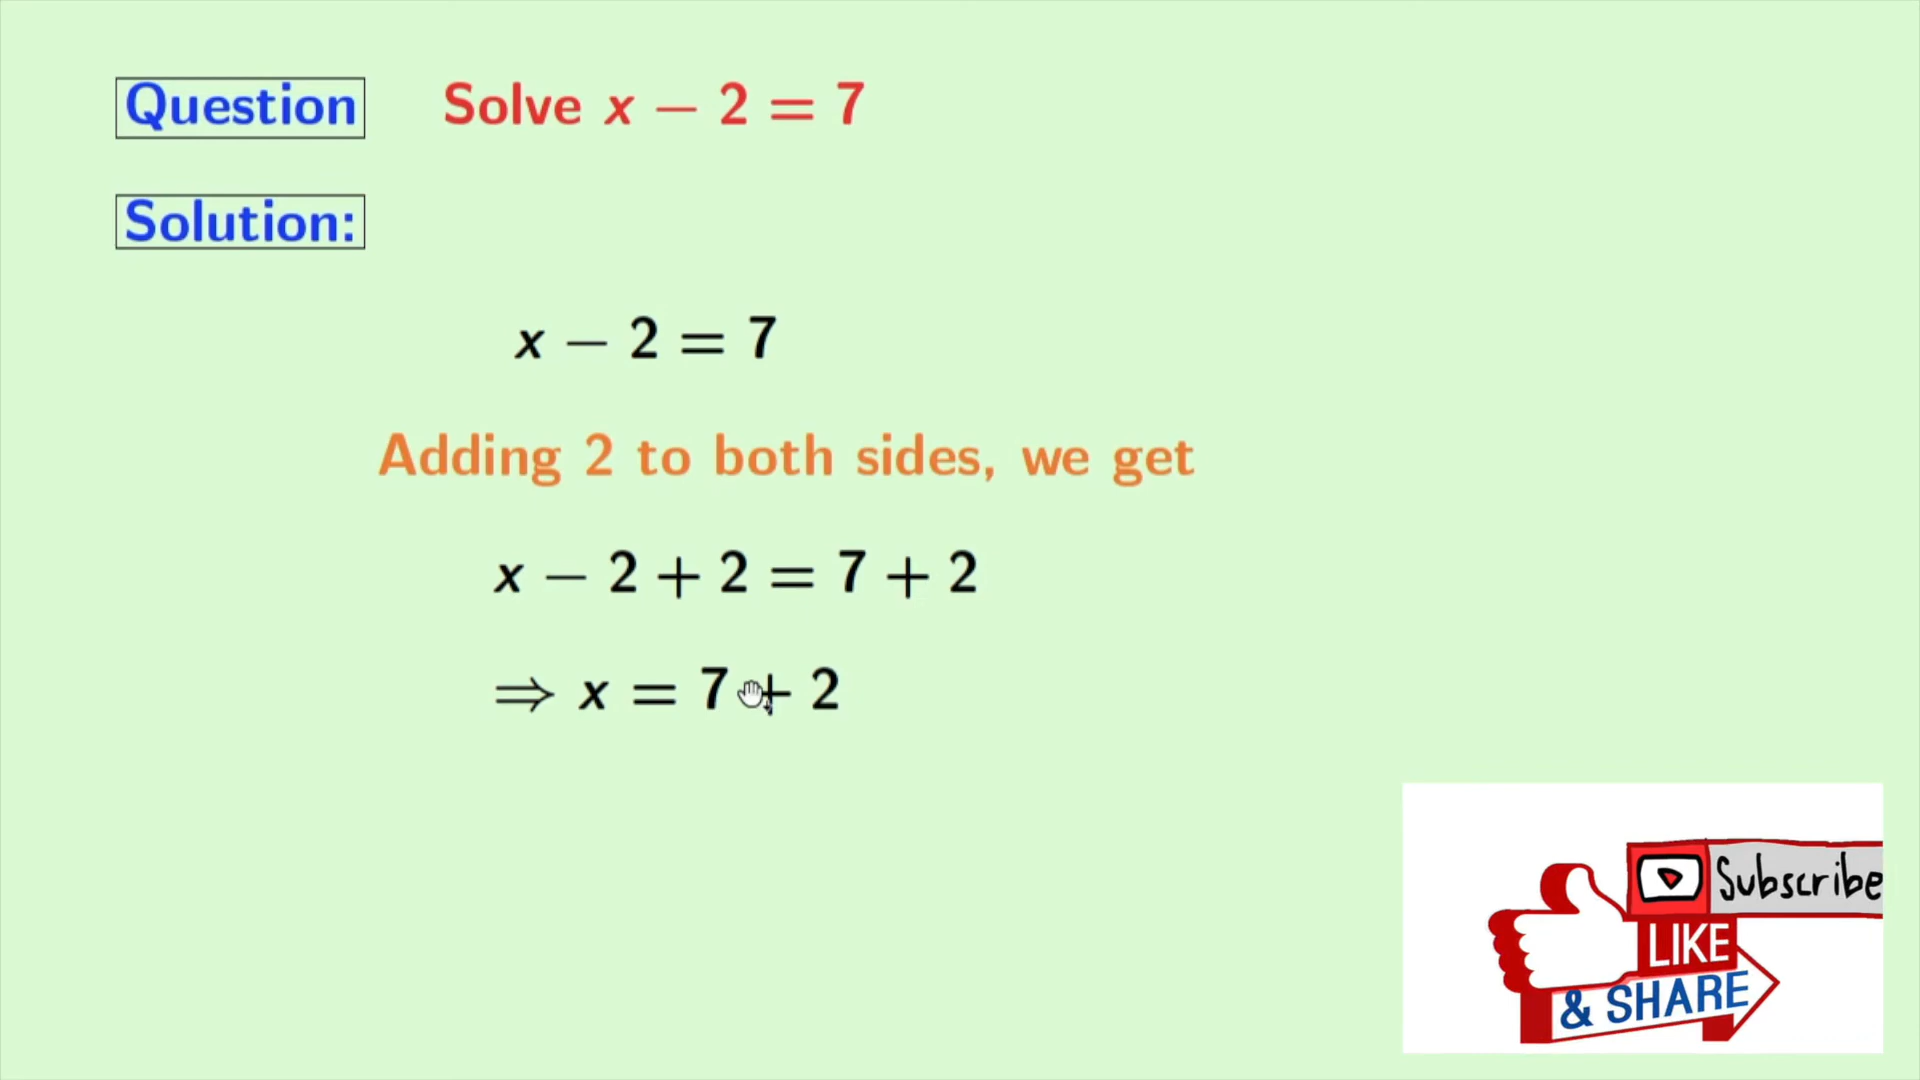 Question Solve x − 2 = 7
Solution:
x − 2 = 7
Adding 2 to both sides, we get
x − 2 + 2 = 7 + 2
⇒ x = 7 + 2
Subscribe
LIKE
& SHARE